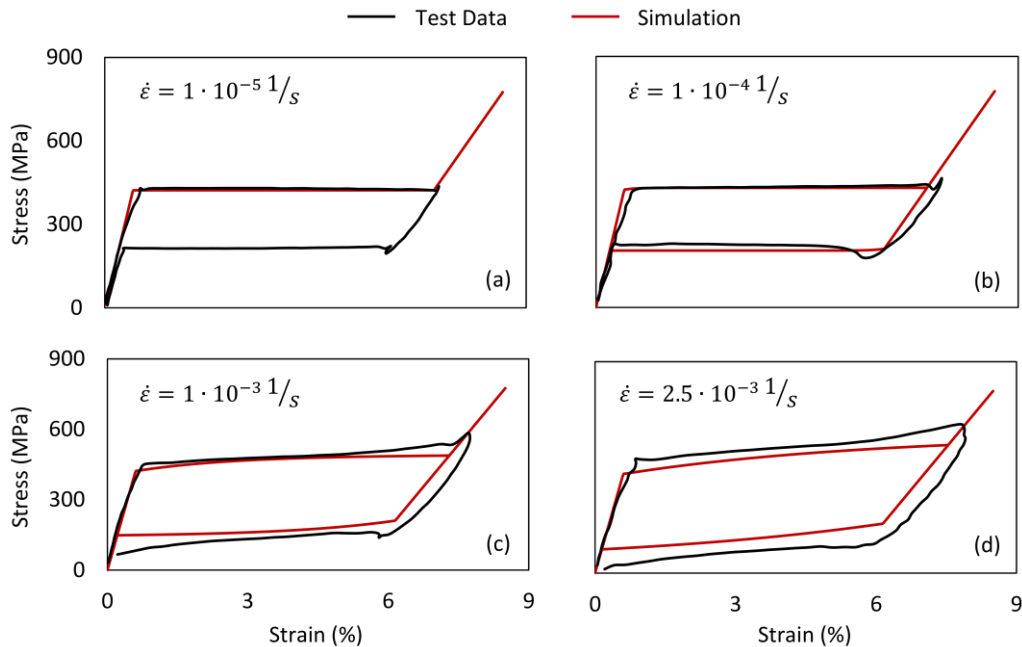 Test Data Simulation
900
600
300
0
Stress (MPa)
ε̇ = 1 · 10⁻⁵ 1/s
(a)
ε̇ = 1 · 10⁻⁴ 1/s
(b)
900
600
300
0
Stress (MPa)
ε̇ = 1 · 10⁻³ 1/s
(c)
ε̇ = 2.5 · 10⁻³ 1/s
(d)
0 3 6 9
Strain (%)
0 3 6 9
Strain (%)